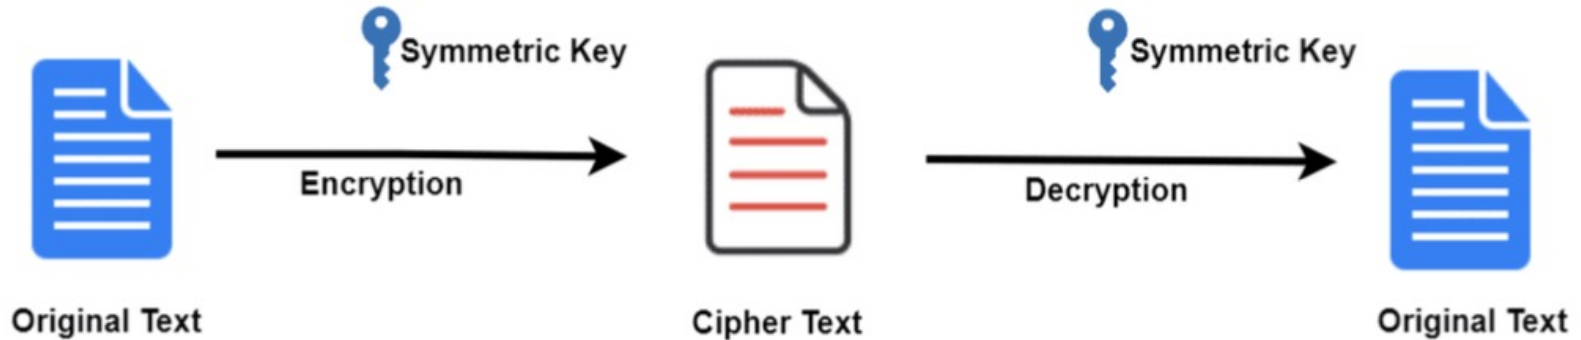 Symmetric Key
Symmetric Key
Encryption
Decryption
Original Text
Cipher Text
Original Text